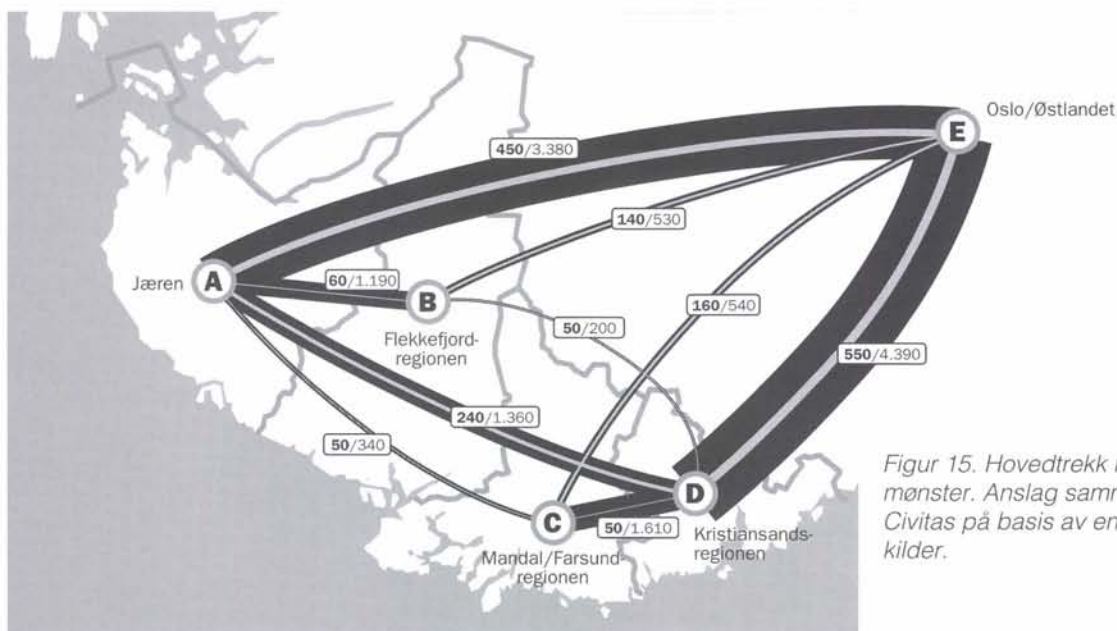 Oslo/Østlandet
E
450/3.380
140/530
Jæren
A
60/1.190
B
Flekkefjord-
regionen
160/540
50/200
550/4.390
240/1.360
50/340
D
C
50/1.610
Kristiansands-
regionen
Mandal/Farsund-
regionen
Figur 15. Hovedtrekk
mønster. Anslag
Civitas på basis av
kilder.